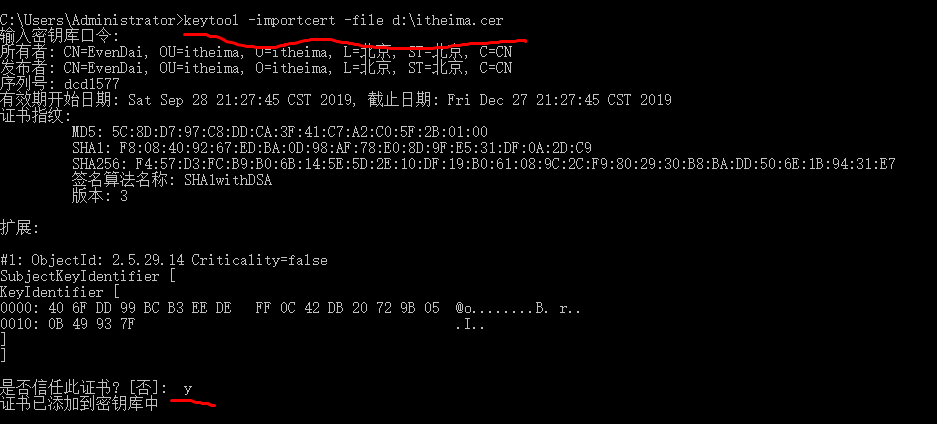 C:\Users\Administrator>keytool -importcert -file d:\itheima.cer
输入密钥库口令:
所有者: CN=EvenDai, OU=itheima, O=itheima, L=北京, ST=北京, C=CN
发布者: CN=EvenDai, OU=itheima, O=itheima, L=北京, ST=北京, C=CN
序列号: dcd1577
有效期开始日期: Sat Sep 28 21:27:45 CST 2019, 截止日期: Fri Dec 27 21:27:45 CST 2019
证书指纹:
MD5: 5C:8D:D7:97:C8:DD:CA:3F:41:C7:A2:C0:5F:2B:01:00
SHA1: F8:08:40:92:67:ED:BA:0D:98:AF:78:E0:8D:9F:E5:31:DF:0A:2D:C9
SHA256: F4:57:D3:FC:B9:B0:6B:14:5E:5D:2E:10:DF:19:B0:61:08:9C:2C:F9:80:29:30:B8:BA:DD:50:6E:1B:94:31:E7
签名算法名称: SHA1withDSA
版本: 3
扩展:
#1: ObjectId: 2.5.29.14 Criticality=false
SubjectKeyIdentifier [
KeyIdentifier [
0000: 40 6F DD 99 BC B3 EE DE   FF 0C 42 DB 20 72 9B 05  @o........B. r..
0010: 0B 49 93 7F                                        .I..
]
]
是否信任此证书? [否]:  y
证书已添加到密钥库中